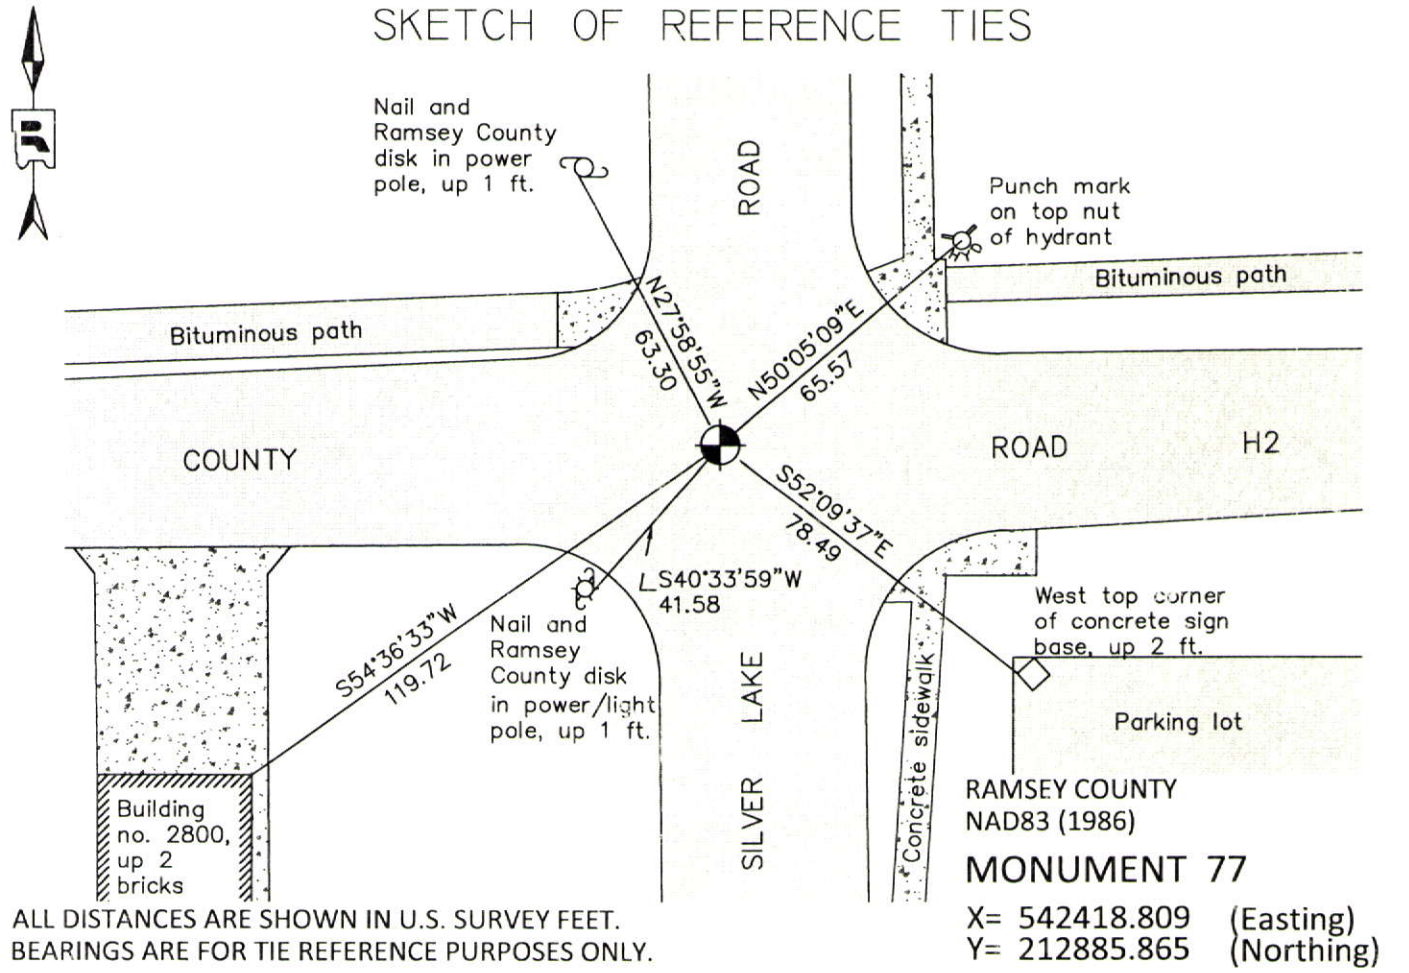 SKETCH OF REFERENCE TIES
Nail and
Ramsey County
disk in power
pole, up 1 ft.
ROAD
Punch mark
on top nut
of hydrant
Bituminous path
Bituminous path
N27°58'55"W
63.30
N50°05'09"E
65.57
COUNTY
ROAD H2
S52°09'37"E
78.49
S40°33'59"W
41.58
S54°36'33"W
119.72
Nail and
Ramsey
County disk
in power/light
pole, up 1 ft.
West top corner
of concrete sign
base, up 2 ft.
Parking lot
Concrete sidewalk
SILVER LAKE
Building
no. 2800,
up 2
bricks
RAMSEY COUNTY
NAD83 (1986)
MONUMENT 77
X= 542418.809 (Easting)
Y= 212885.865 (Northing)
ALL DISTANCES ARE SHOWN IN U.S. SURVEY FEET.
BEARINGS ARE FOR TIE REFERENCE PURPOSES ONLY.